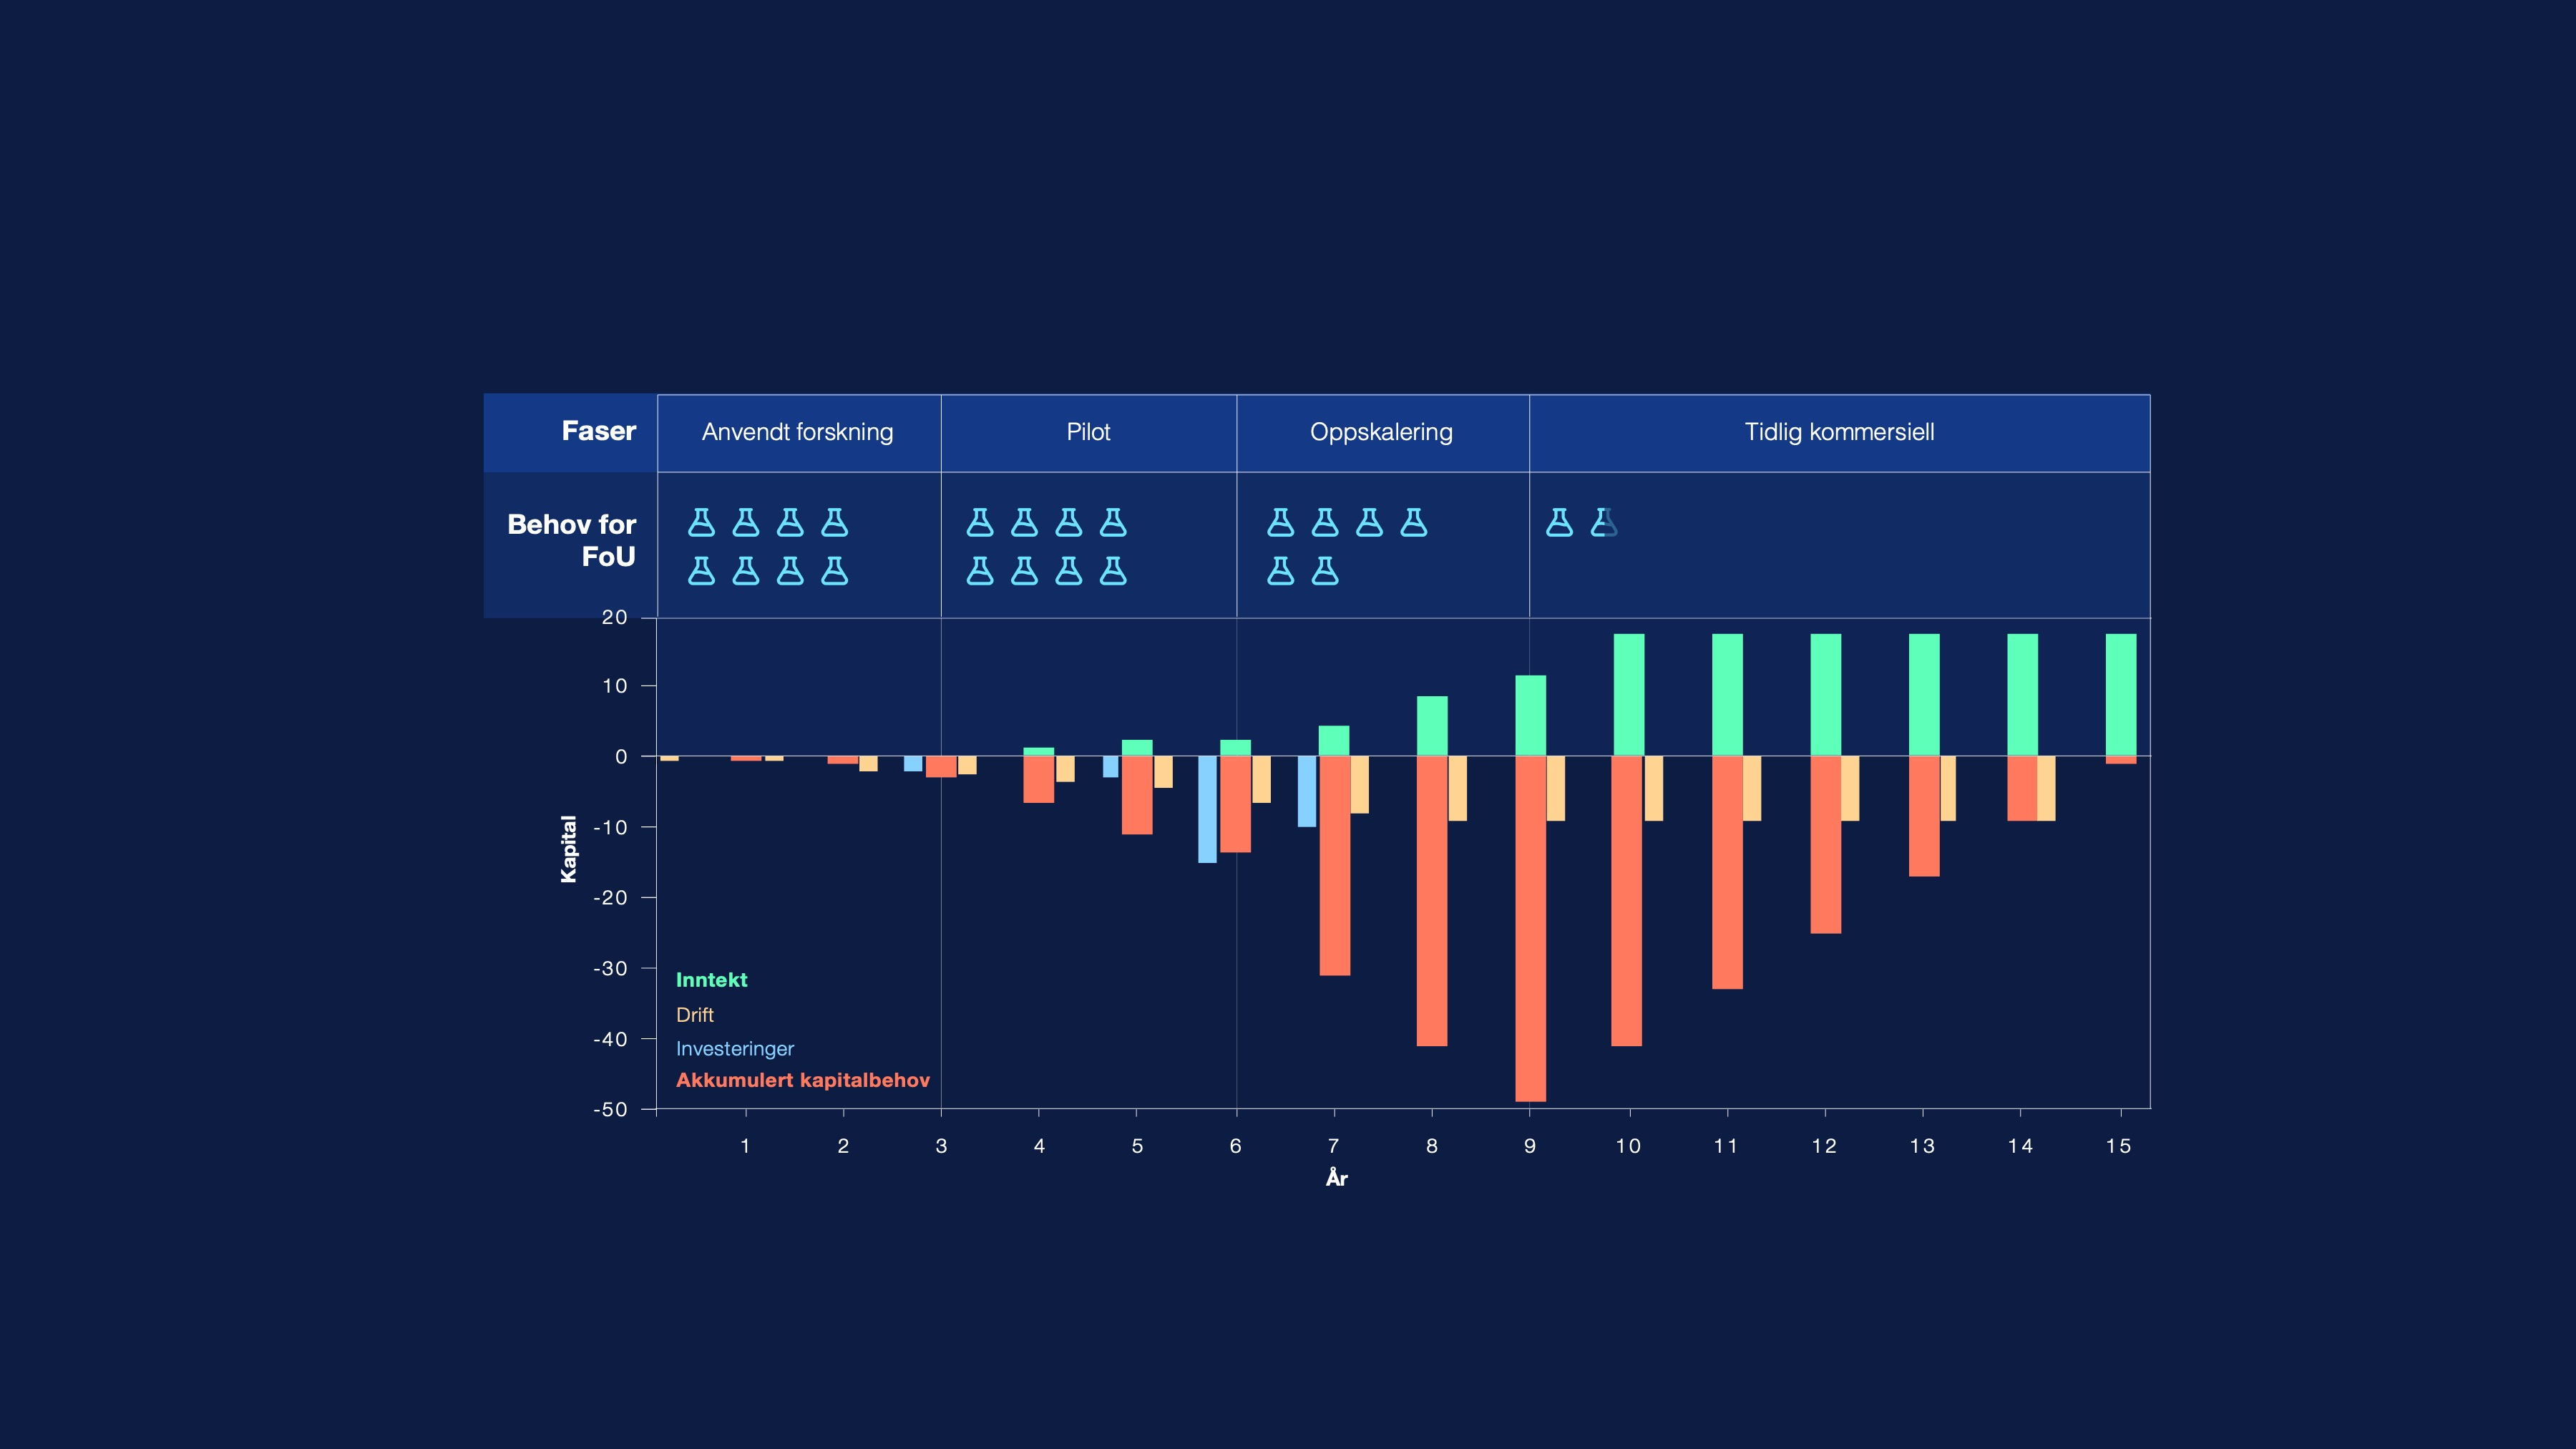 Faser
Anvendt forskning
Pilot
Oppskalering
Tidlig kommersiell
Behov for
FoU
20
10
0
-10
-20
-30
-40
-50
Kapital
Inntekt
Drift
Investeringer
Akkumulert kapitalbehov
1 2 3 4 5 6 7 8 9 10 11 12 13 14 15
År